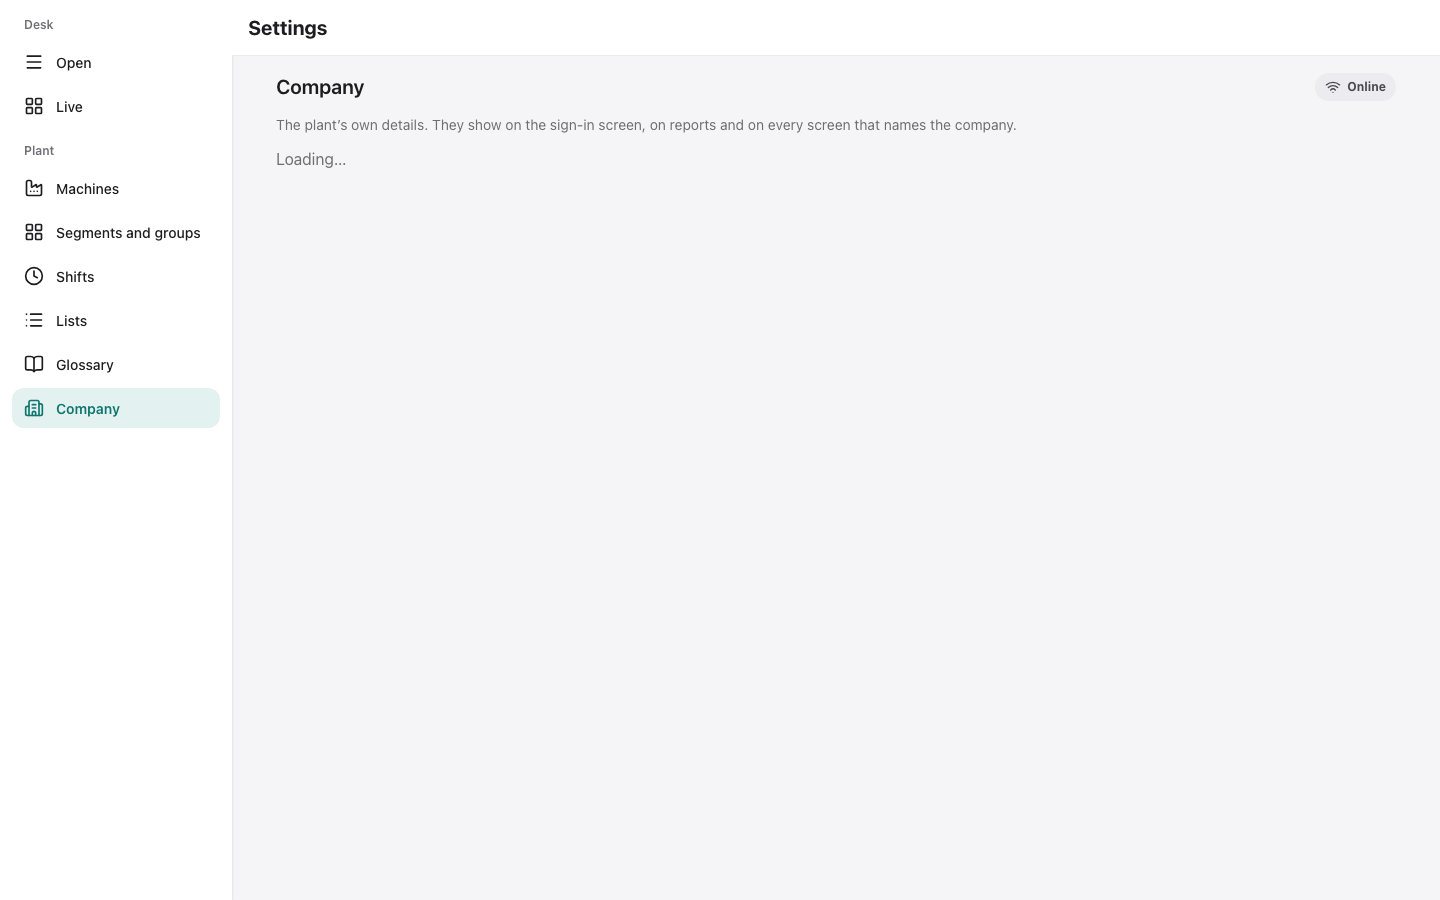 Desk
Open
Live
Plant
Machines
Segments and groups
Shifts
Lists
Glossary
Company
Settings
Company
Online
The plant's own details. They show on the sign-in screen, on reports and on every screen that names the company.
Loading...